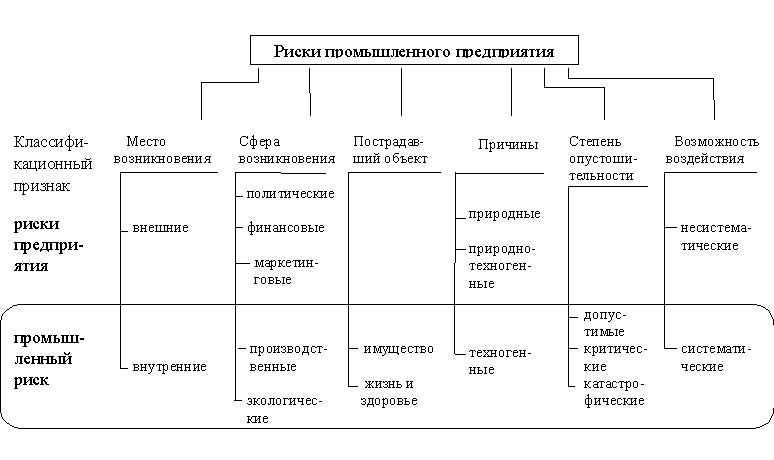 Риски промышленного предприятия
Классифи-
кационный
признак
Место
возникновения
Сфера
возникновения
Пострадав-
ший объект
Причины
Степень
опустоши-
тельности
Возможность
воздействия
риски
предпри-
ятия
внешние
политические
финансовые
маркетин-
говые
природные
природно-
техноген-
ные
несистема-
тические
промыш-
ленный
риск
внутренние
производст-
венные
экологичес-
кие
имущество
жизнь и
здоровье
техноген-
ные
допус-
тимые
критичес-
кие
катастро-
фические
системати-
ческие